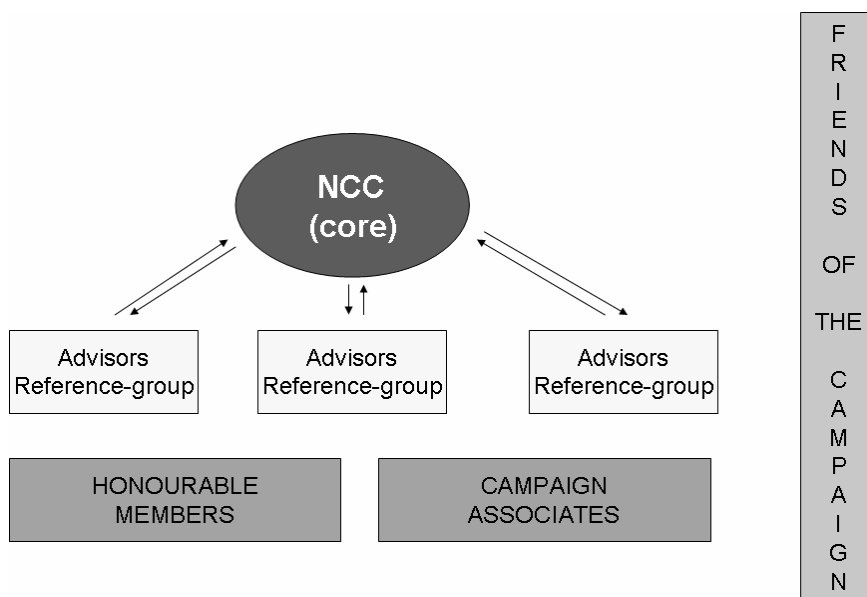 NCC
(core)
Advisors
Reference-group
Advisors
Reference-group
Advisors
Reference-group
HONOURABLE
MEMBERS
CAMPAIGN
ASSOCIATES
F
R
I
E
N
D
S
OF
THE
C
A
M
P
A
I
G
N